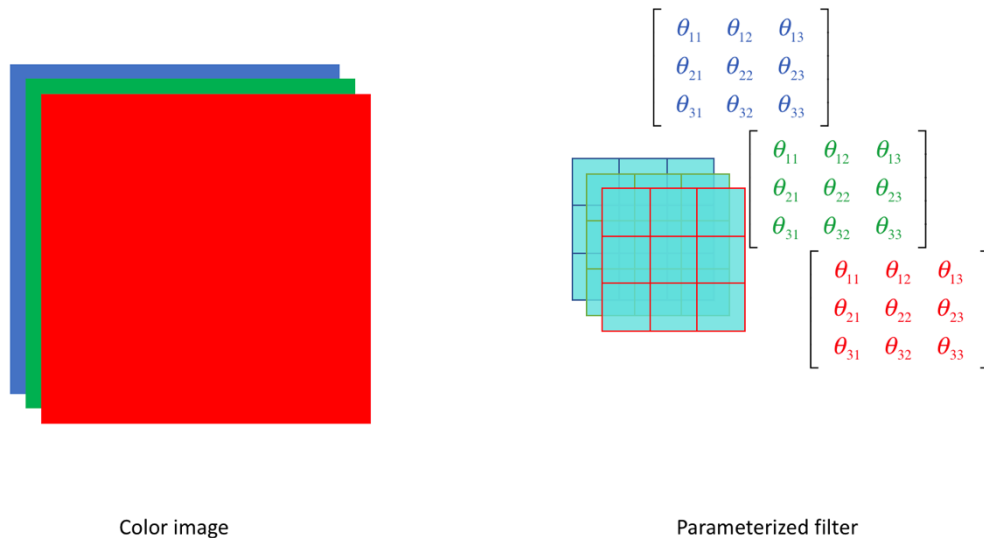 θ₁₁ θ₁₂ θ₁₃
θ₂₁ θ₂₂ θ₂₃
θ₃₁ θ₃₂ θ₃₃
θ₁₁ θ₁₂ θ₁₃
θ₂₁ θ₂₂ θ₂₃
θ₃₁ θ₃₂ θ₃₃
θ₁₁ θ₁₂ θ₁₃
θ₂₁ θ₂₂ θ₂₃
θ₃₁ θ₃₂ θ₃₃
Color image
Parameterized filter